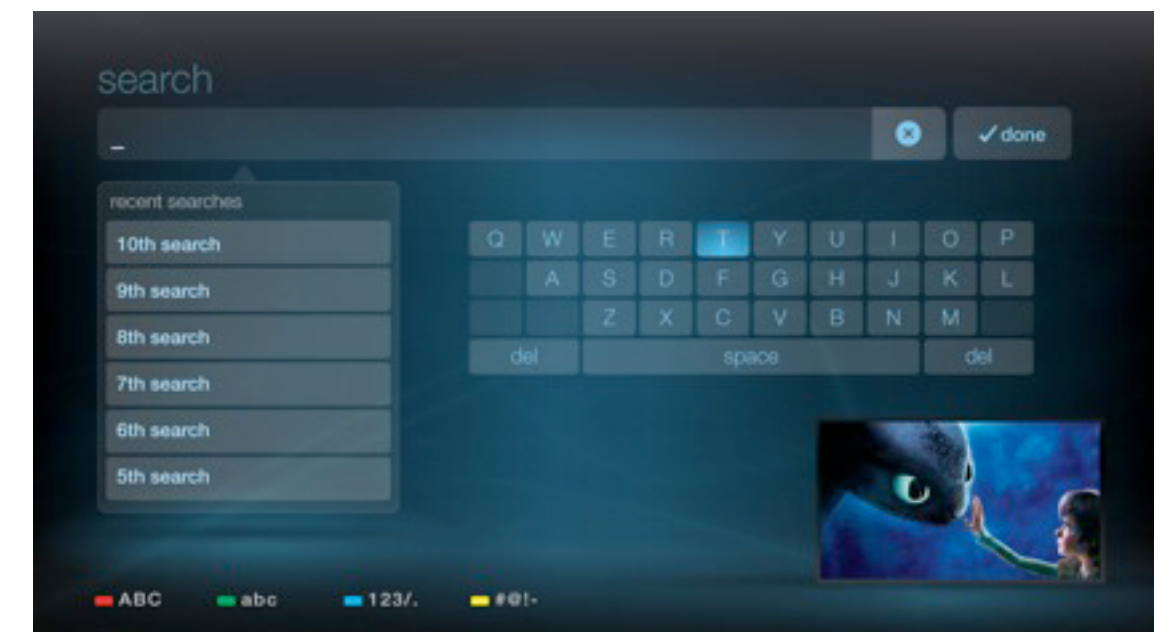 search
_
✓ done
recent searches
10th search
9th search
8th search
7th search
6th search
5th search
Q W E R T Y U I O P
A S D F G H J K L
Z X C V B N M
del space del
ABC abc 123/. #@!-